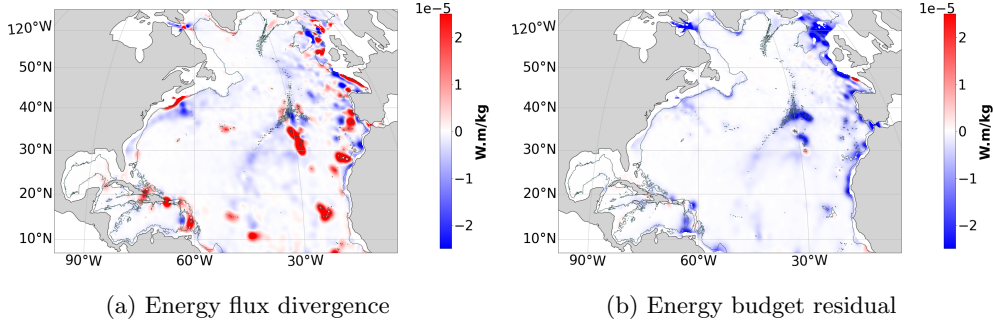 1e−5
120°W
50°N
40°N
30°N
20°N
10°N
90°W
60°W
30°W
2
1
0
−1
−2
W.m/kg
(a) Energy flux divergence
1e−5
120°W
50°N
40°N
30°N
20°N
10°N
90°W
60°W
30°W
2
1
0
−1
−2
W.m/kg
(b) Energy budget residual